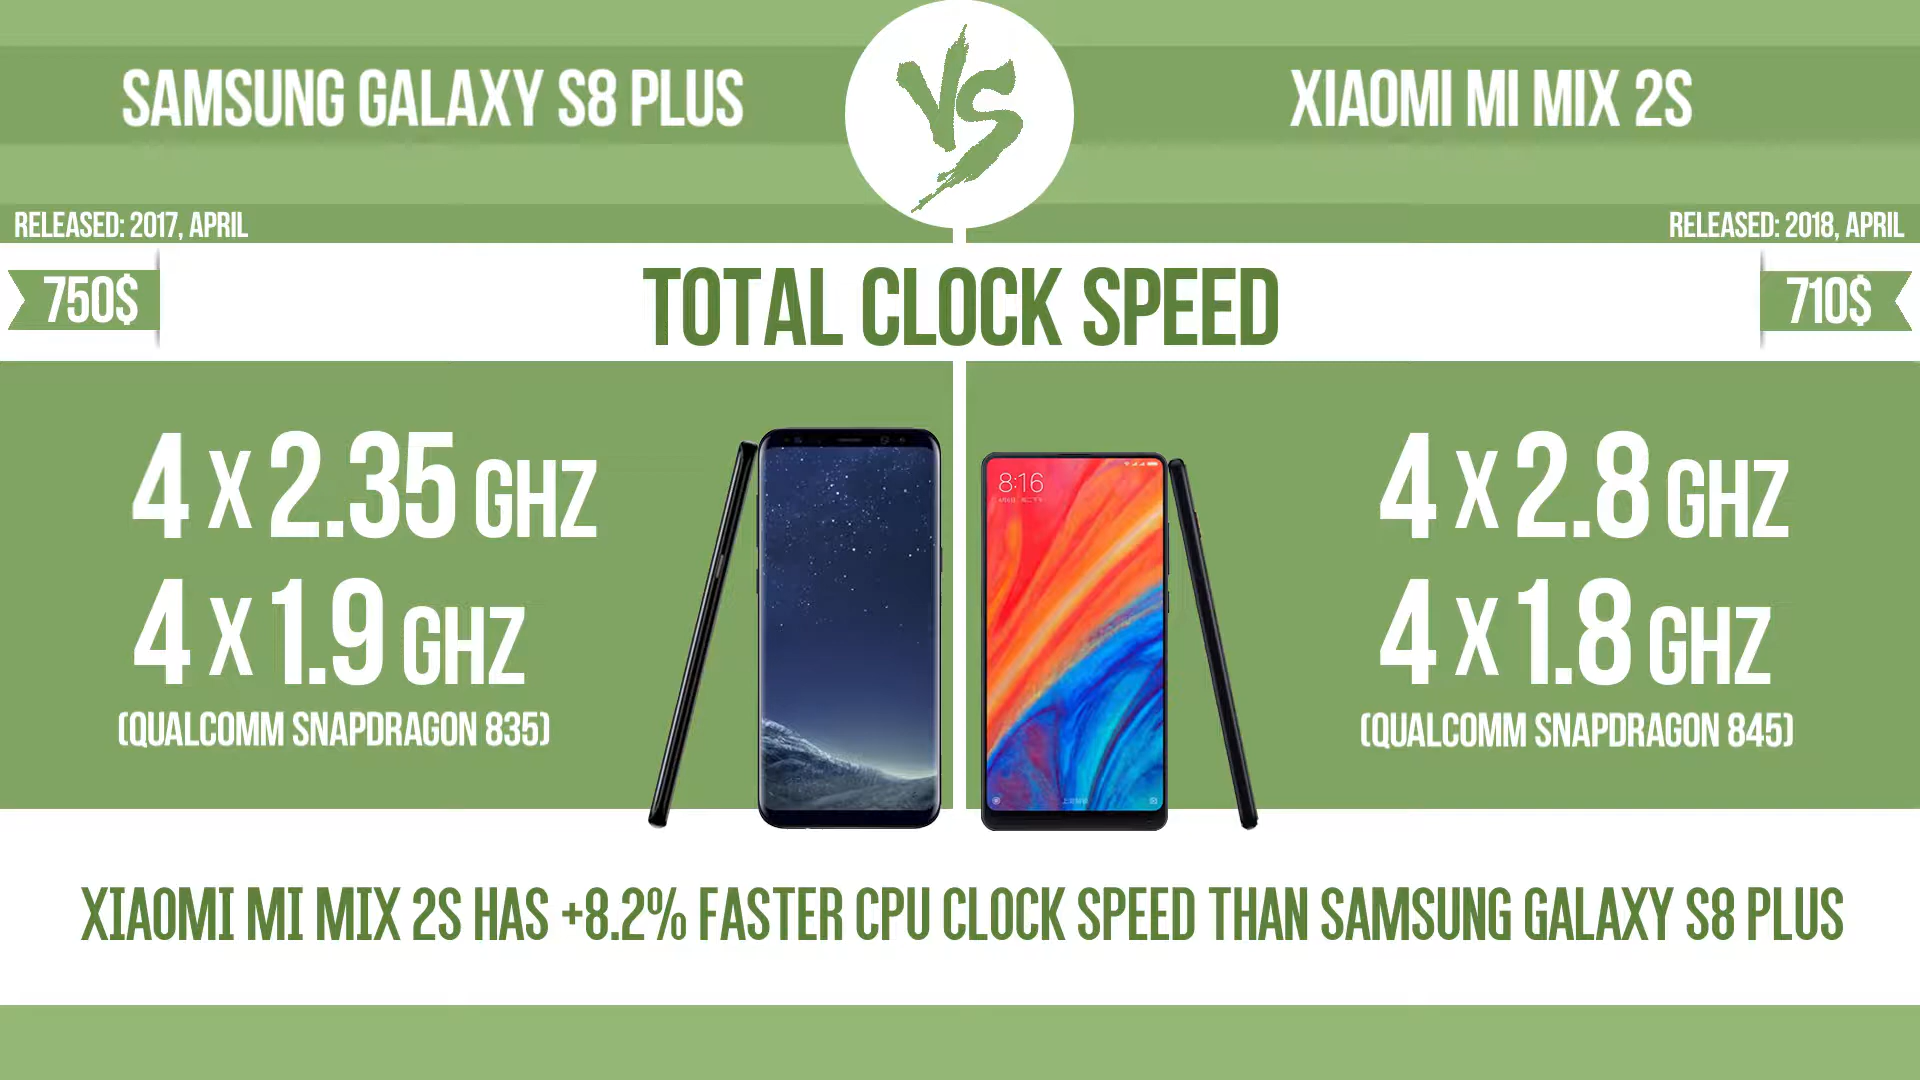 SAMSUNG GALAXY S8 PLUS
VS
XIAOMI MI MIX 2S
RELEASED: 2017, APRIL
RELEASED: 2018, APRIL
750$
TOTAL CLOCK SPEED
710$
4 X 2.35 GHZ
4 X 1.9 GHZ
(QUALCOMM SNAPDRAGON 835)
8:16
4 X 2.8 GHZ
4 X 1.8 GHZ
(QUALCOMM SNAPDRAGON 845)
XIAOMI MI MIX 2S HAS +8.2% FASTER CPU CLOCK SPEED THAN SAMSUNG GALAXY S8 PLUS